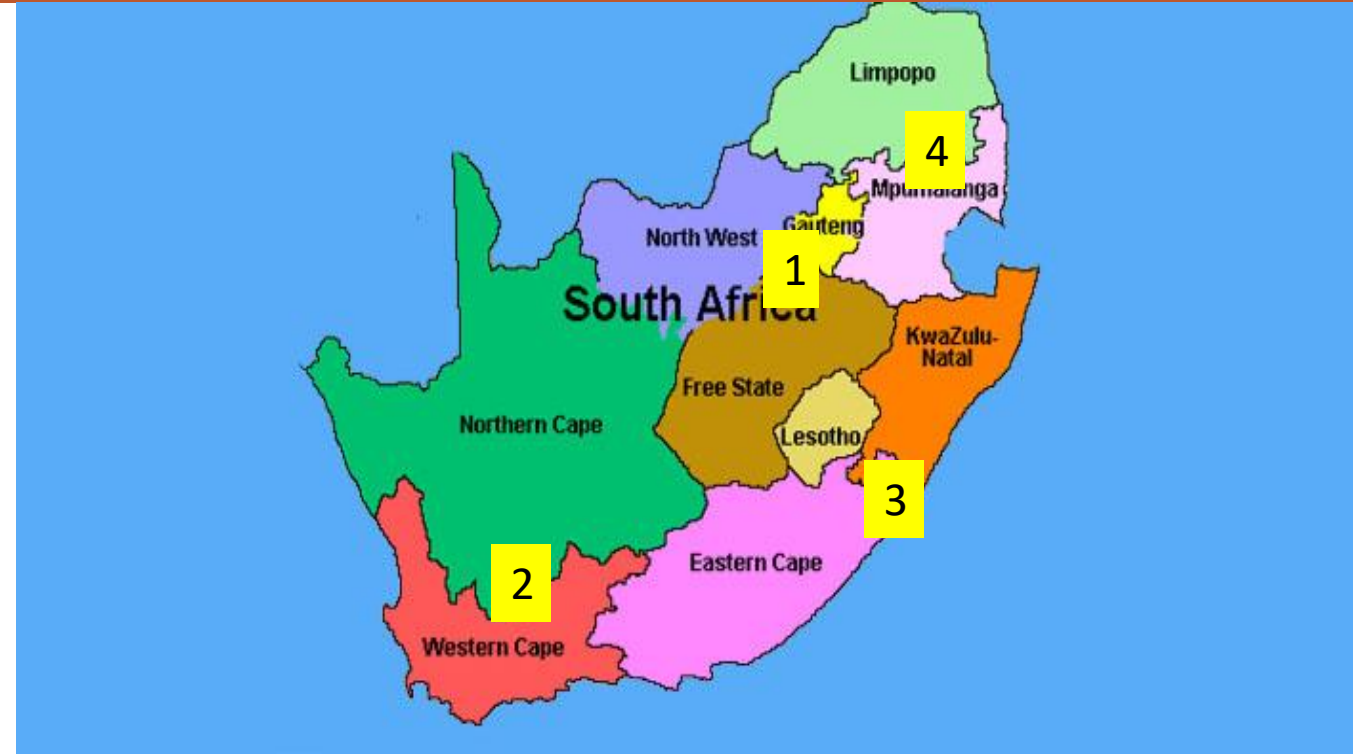 Limpopo
4
Mpumalanga
Gauteng
North West
1
South Africa
KwaZulu-
Natal
Free State
Northern Cape
Lesotho
3
Eastern Cape
2
Western Cape